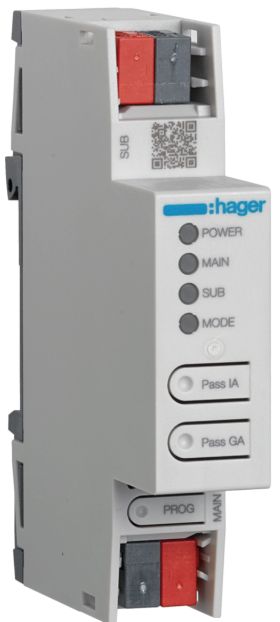 SUB
:hager
POWER
MAIN
SUB
MODE
Pass IA
Pass GA
PROG
MAIN